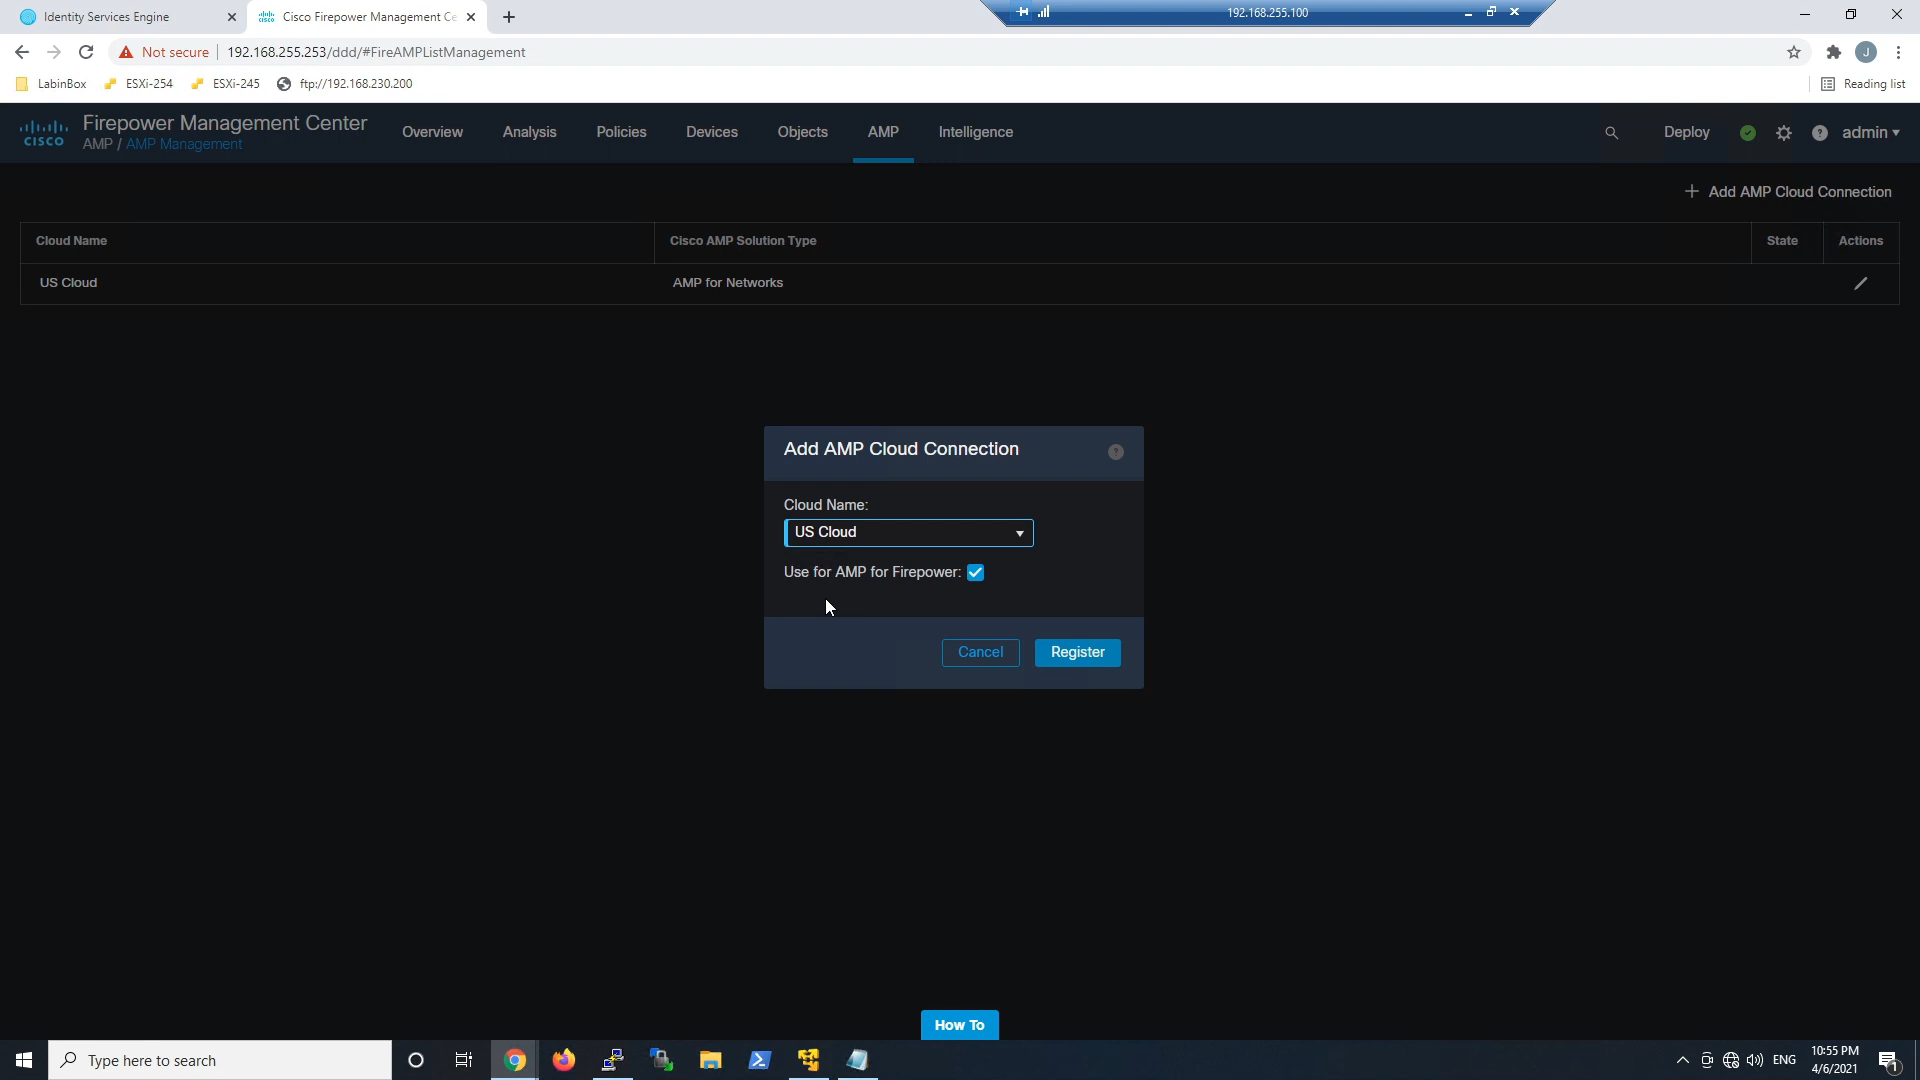 Identity Services Engine
Cisco Firepower Management Ce
192.168.255.100
Not secure
192.168.255.253/ddd/#FireAMPListManagement
J
LabinBox
ESXi-254
ESXi-245
ftp://192.168.230.200
Reading list
CISCO
Firepower Management Center
AMP / AMP Management
Overview
Analysis
Policies
Devices
Objects
AMP
Intelligence
Deploy
admin
Add AMP Cloud Connection
Cloud Name
Cisco AMP Solution Type
State
Actions
US Cloud
AMP for Networks
Add AMP Cloud Connection
Cloud Name:
US Cloud
Use for AMP for Firepower:
Cancel
Register
How To
Type here to search
ENG
10:55 PM
4/6/2021
1